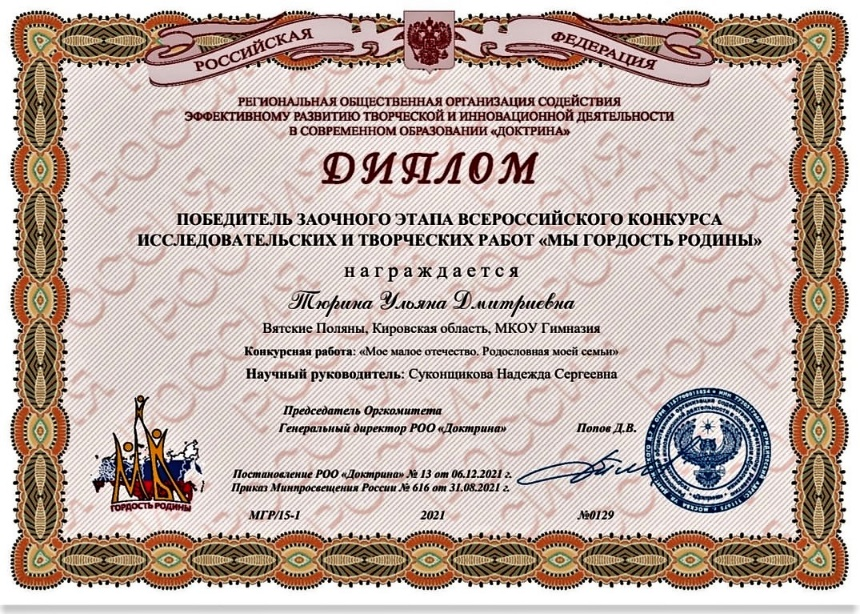 РОССИЙСКАЯ ФЕДЕРАЦИЯ
РЕГИОНАЛЬНАЯ ОБЩЕСТВЕННАЯ ОРГАНИЗАЦИЯ СОДЕЙСТВИЯ
ЭФФЕКТИВНОМУ РАЗВИТИЮ ТВОРЧЕСКОЙ И ИННОВАЦИОННОЙ ДЕЯТЕЛЬНОСТИ
В СОВРЕМЕННОМ ОБРАЗОВАНИИ «ДОКТРИНА»
ДИПЛОМ
ПОБЕДИТЕЛЬ ЗАОЧНОГО ЭТАПА ВСЕРОССИЙСКОГО КОНКУРСА
ИССЛЕДОВАТЕЛЬСКИХ И ТВОРЧЕСКИХ РАБОТ «МЫ ГОРДОСТЬ РОДИНЫ»
награждается
Тюрина Ульяна Дмитриевна
Вятские Поляны, Кировская область, МКОУ Гимназия
Конкурсная работа: «Мое малое отечество. Родословная моей семьи»
Научный руководитель: Суконщикова Надежда Сергеевна
Председатель Оргкомитета
Генеральный директор РОО «Доктрина» Попов Д.В.
Постановление РОО «Доктрина» № 13 от 06.12.2021 г.
Приказ Минпросвещения России № 616 от 31.08.2021 г.
ГОРДОСТЬ РОДИНЫ
МГР/15-1 2021 №0129